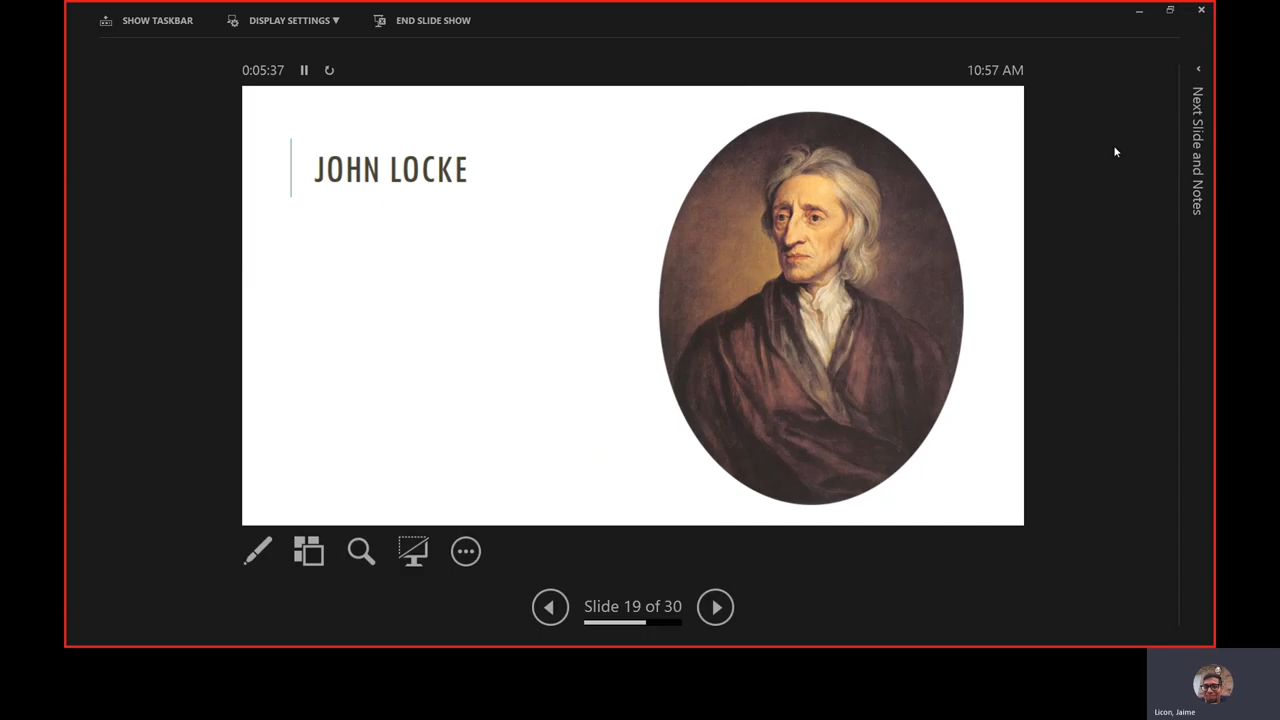 SHOW TASKBAR
DISPLAY SETTINGS ▼
END SLIDE SHOW
0:05:37
10:57 AM
JOHN LOCKE
Next Slide and Notes
Slide 19 of 30
Licon, Jaime